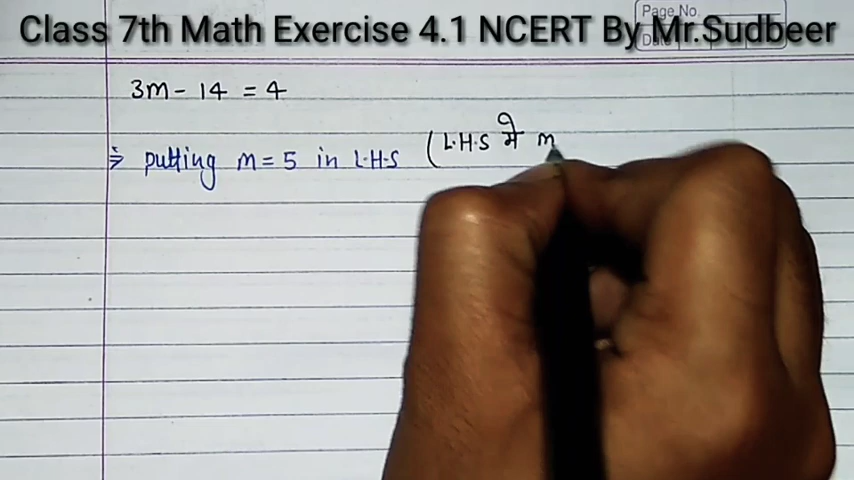 Class 7th Math Exercise 4.1 NCERT By Mr.Sudbeer
Page No.
3m - 14 = 4
⇒ putting m = 5 in L.H.S (L.H.S में m